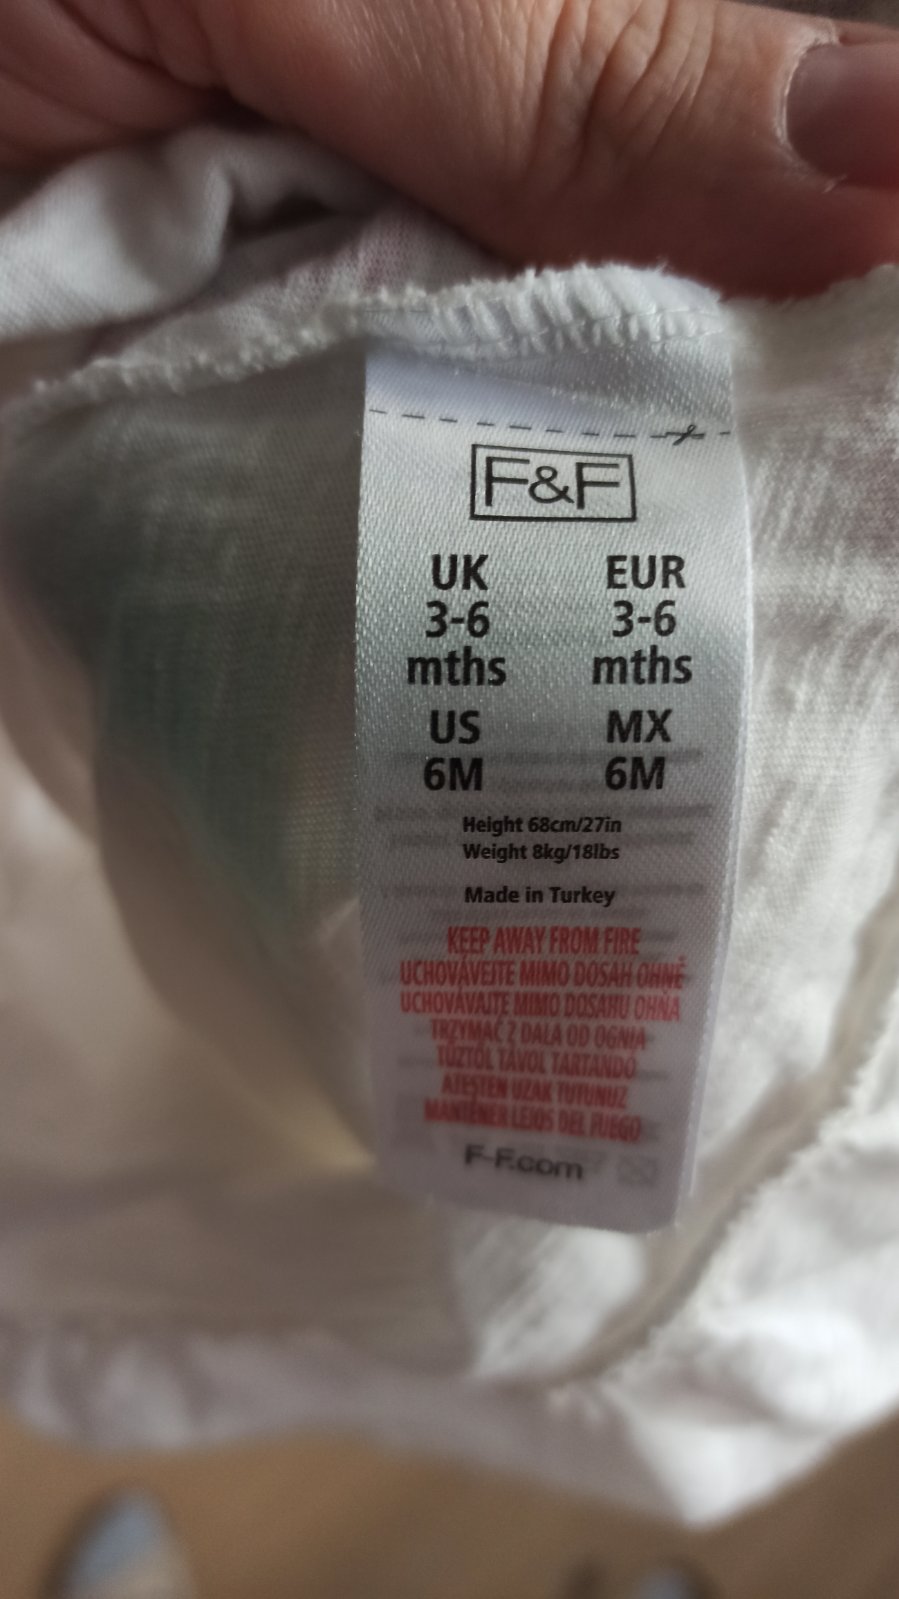 F&F
UK EUR
3-6 3-6
mths mths
US MX
6M 6M
Height 68cm/27in
Weight 8kg/18lbs
Made in Turkey
KEEP AWAY FROM FIRE
UCHOVÁVEJTE MIMO DOSAH OHNĚ
UCHOVÁVAJTE MIMO DOSAHU OHŇA
TRZYMAĆ Z DALA OD OGNIA
TŰZTŐL TÁVOL TARTANDÓ
ATEŞTEN UZAK TUTUNUZ
MANTENER LEJOS DEL FUEGO
F-F.com